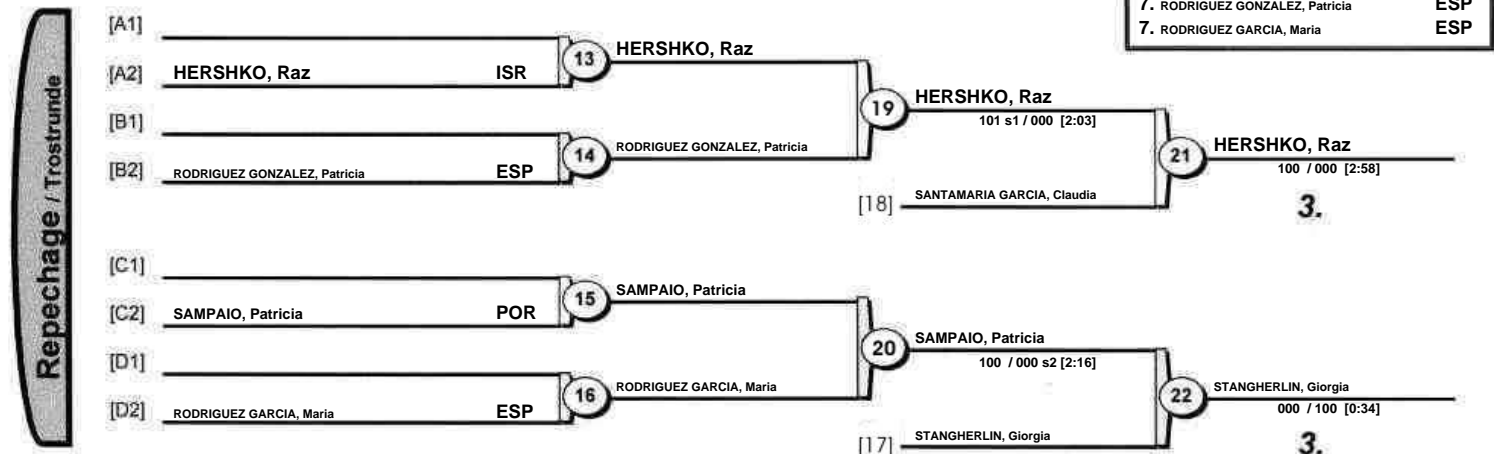 7. RODRIGUEZ GONZALEZ, Patricia ESP
7. RODRIGUEZ GARCIA, Maria ESP
Repechage / Trostrunde
[A1]
[A2] HERSHKO, Raz ISR
13 HERSHKO, Raz
[B1]
[B2] RODRIGUEZ GONZALEZ, Patricia ESP
14 RODRIGUEZ GONZALEZ, Patricia
19 HERSHKO, Raz
101 s1 / 000 [2:03]
[18] SANTAMARIA GARCIA, Claudia
21 HERSHKO, Raz
100 / 000 [2:58]
3.
[C1]
[C2] SAMPAIO, Patricia POR
15 SAMPAIO, Patricia
[D1]
[D2] RODRIGUEZ GARCIA, Maria ESP
16 RODRIGUEZ GARCIA, Maria
20 SAMPAIO, Patricia
100 / 000 s2 [2:16]
[17] STANGHERLIN, Giorgia
22 STANGHERLIN, Giorgia
000 / 100 [0:34]
3.